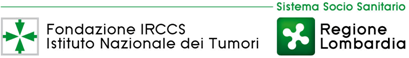 Sistema Socio Sanitario
Fondazione IRCCS
Istituto Nazionale dei Tumori
Regione
Lombardia